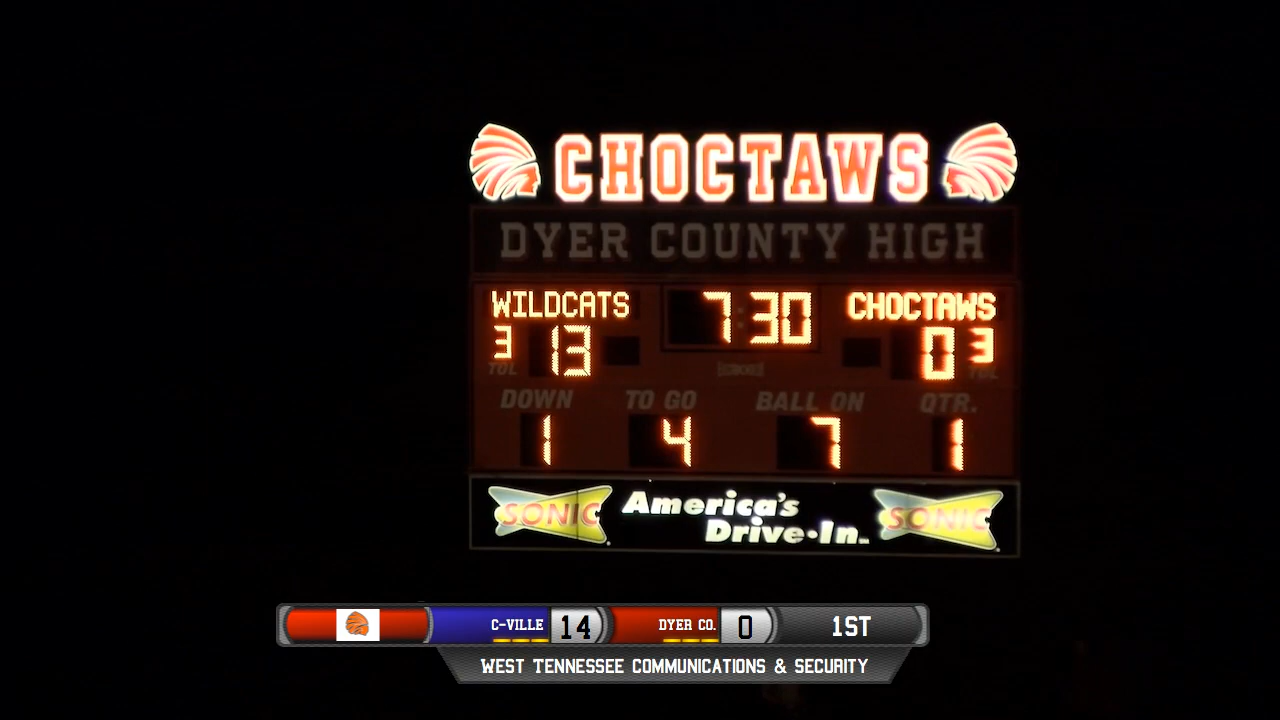 CHOCTAWS
DYER COUNTY HIGH
WILDCATS 7:30 CHOCTAWS
3 13 0 3
TOL TOL
DOWN TO GO BALL ON QTR.
1 4 7 1
SONIC America's SONIC
Drive-In
C-VILLE 14 DYER CO. 0 1ST
WEST TENNESSEE COMMUNICATIONS & SECURITY